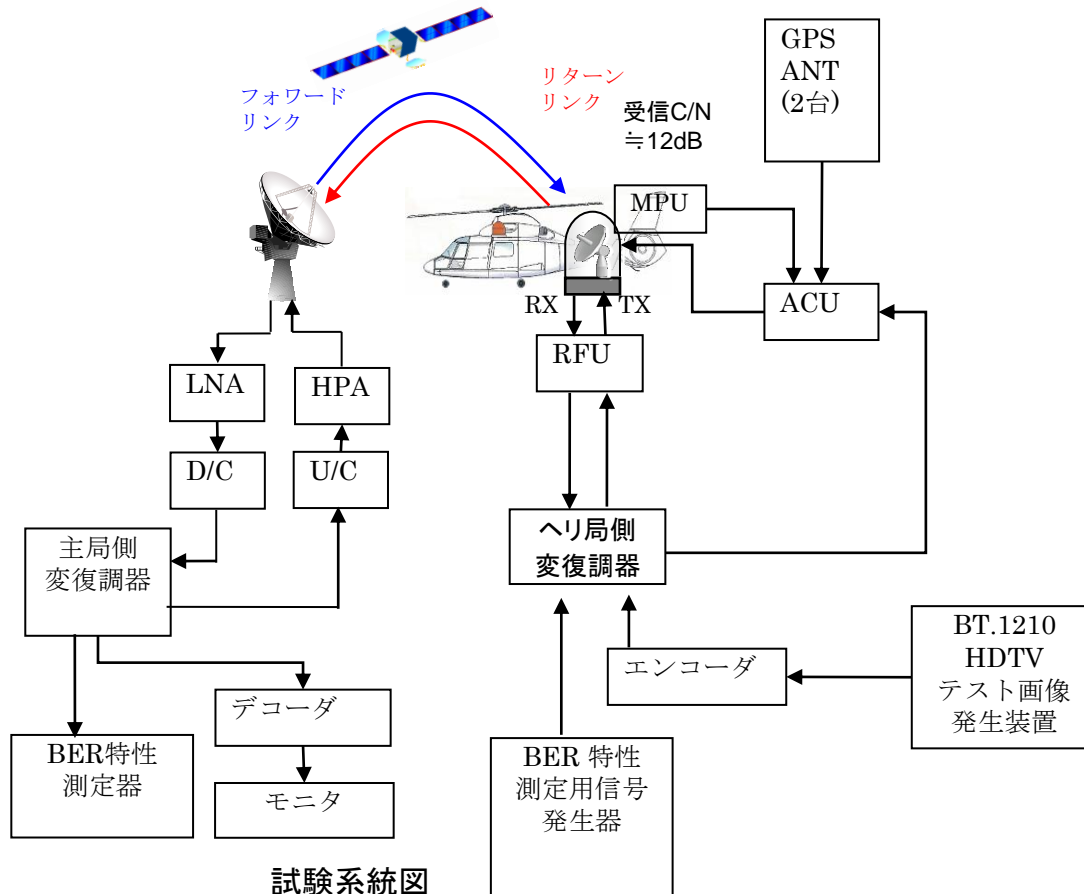 GPS
ANT
(2台)
フォワード
リンク
リターン
リンク
受信C/N
≒12dB
MPU
ACU
RX
TX
RFU
LNA
HPA
D/C
U/C
ヘリ局側
変復調器
主局側
変復調器
BT.1210
HDTV
テスト画像
発生装置
エンコーダ
デコーダ
BER特性
測定器
モニタ
BER 特性
測定用信号
発生器
試験系統図